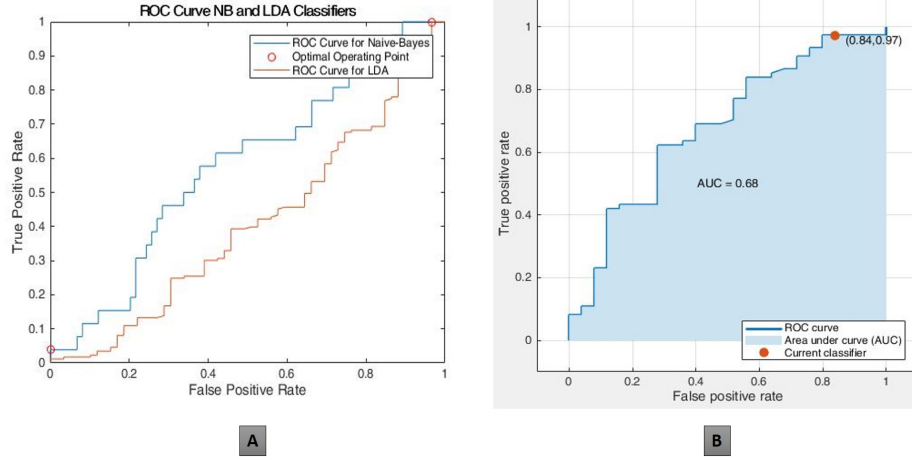 ROC Curve NB and LDA Classifiers
ROC Curve for Naive-Bayes
Optimal Operating Point
ROC Curve for LDA
True Positive Rate
1
0.9
0.8
0.7
0.6
0.5
0.4
0.3
0.2
0.1
0
0 0.2 0.4 0.6 0.8 1
False Positive Rate
A
(0.84,0.97)
AUC = 0.68
True positive rate
1
0.8
0.6
0.4
0.2
0
ROC curve
Area under curve (AUC)
Current classifier
0 0.2 0.4 0.6 0.8 1
False positive rate
B